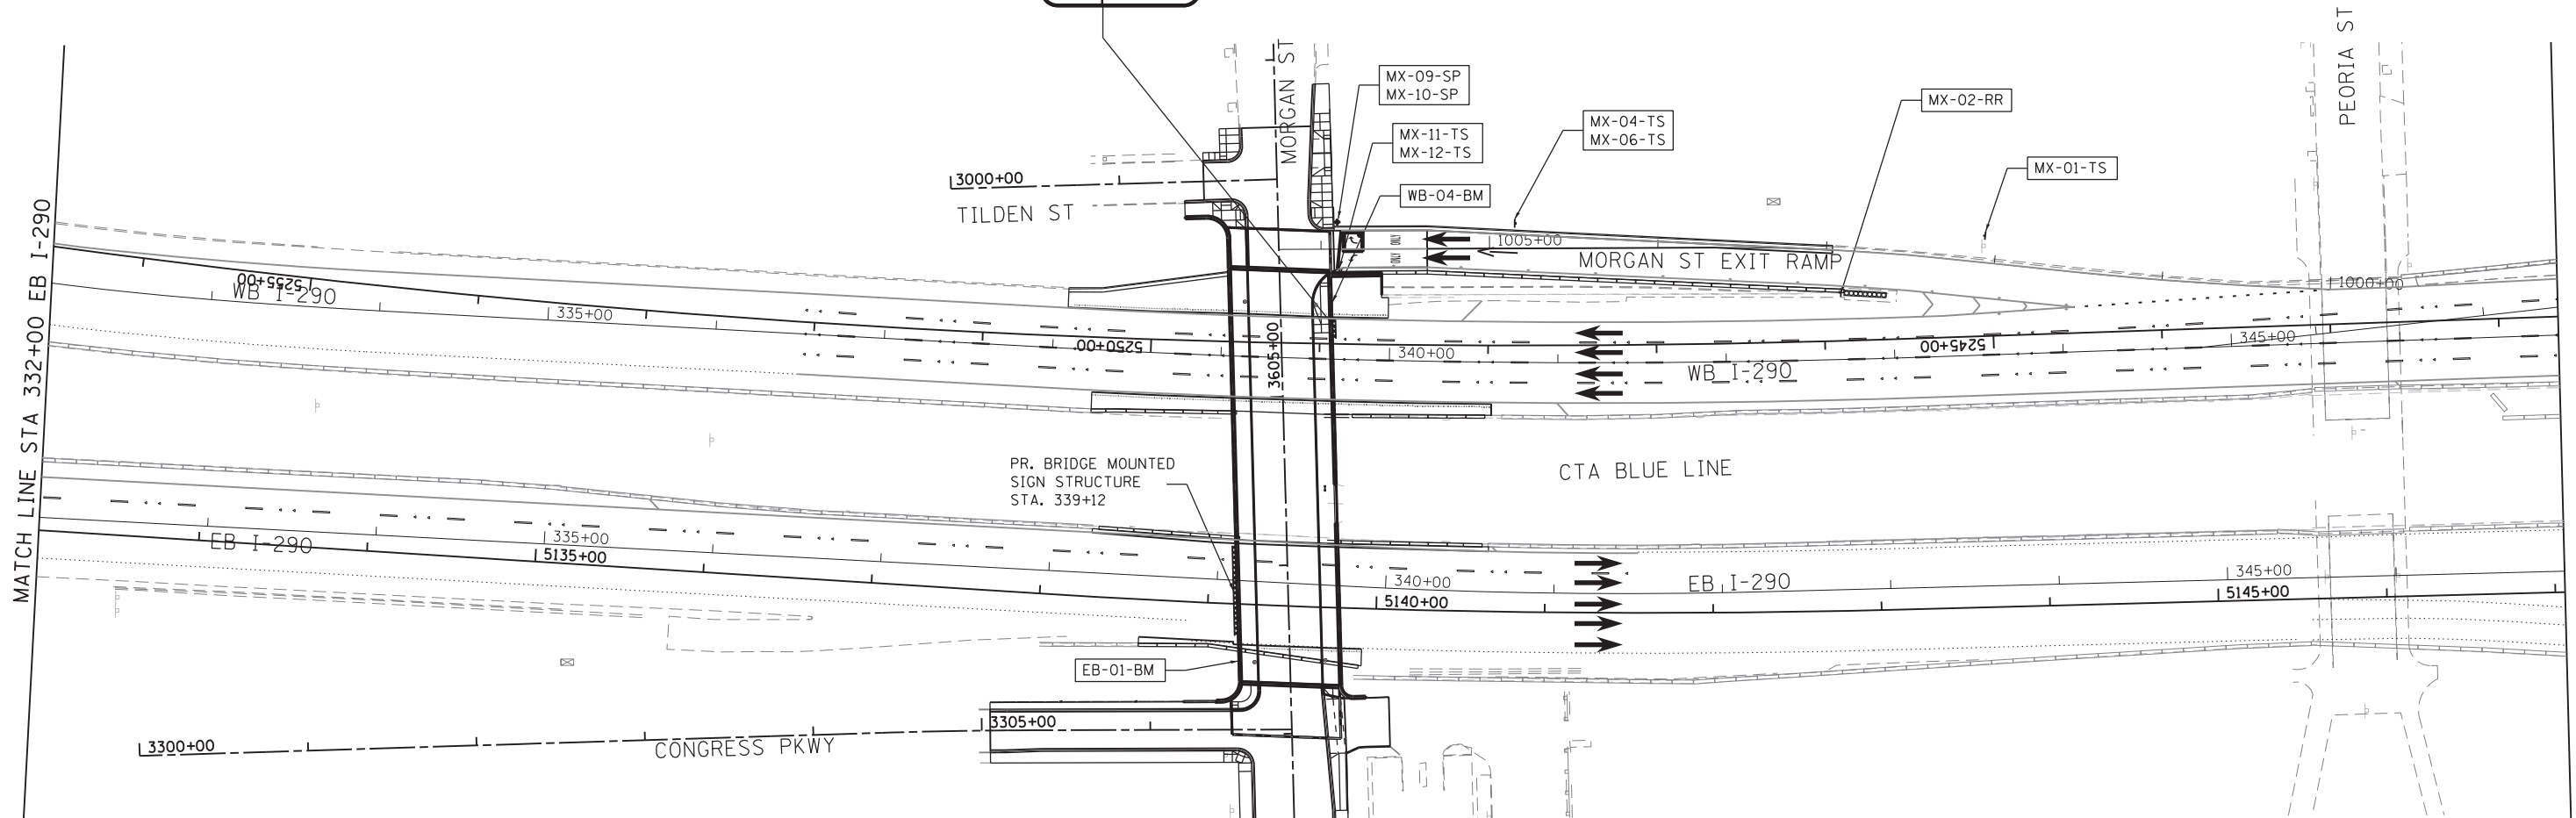 MATCH LINE STA 332+00 EB I-290
MORGAN ST
PEORIA ST
MX-09-SP
MX-10-SP
MX-11-TS
MX-12-TS
WB-04-BM
MX-04-TS
MX-06-TS
MX-02-RR
MX-01-TS
3000+00
TILDEN ST
ONLY
ONLY
1005+00
MORGAN ST EXIT RAMP
1000+00
5255+00
WB I-290
335+00
5250+00
3605+00
340+00
5245+00
345+00
WB I-290
PR. BRIDGE MOUNTED
SIGN STRUCTURE
STA. 339+12
CTA BLUE LINE
EB I-290
335+00
5135+00
340+00
5140+00
EB I-290
345+00
5145+00
EB-01-BM
3300+00
CONGRESS PKWY
3305+00